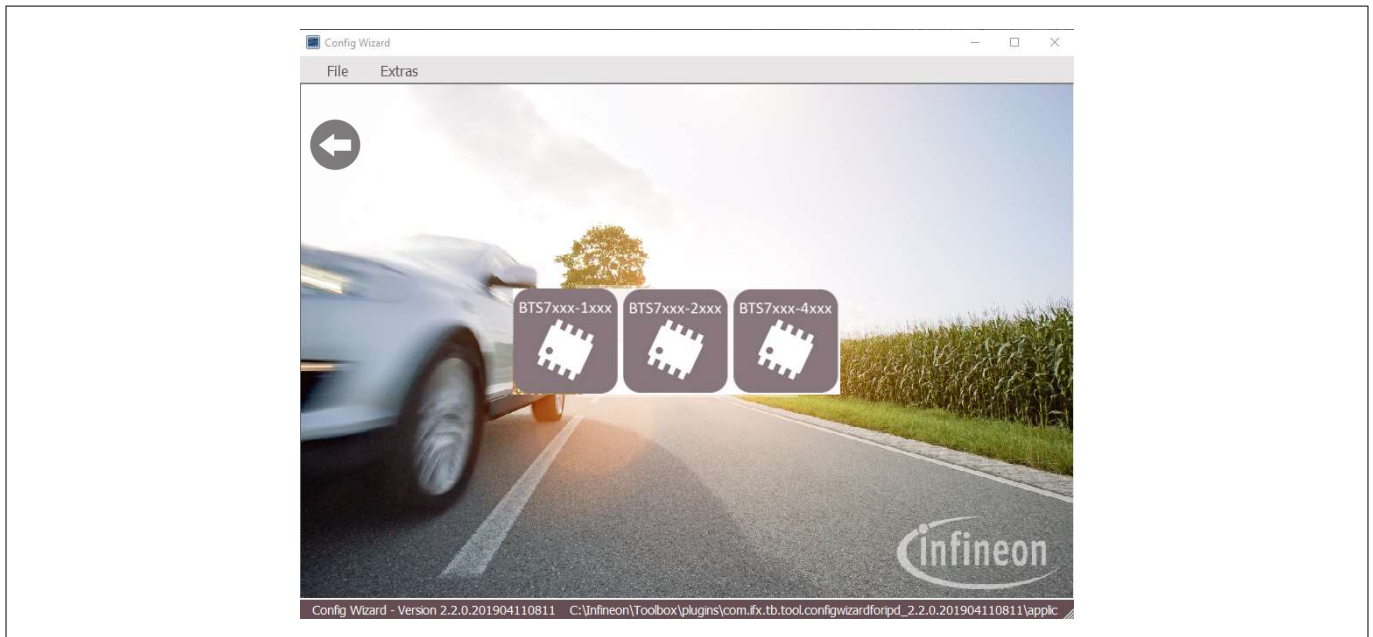 Config Wizard
File Extras
BTS7xxx-1xxx BTS7xxx-2xxx BTS7xxx-4xxx
infineon
Config Wizard - Version 2.2.0.201904110811 C:\Infineon\Toolbox\plugins\com.ifx.tb.tool.configwizardforipd_2.2.0.201904110811\applic